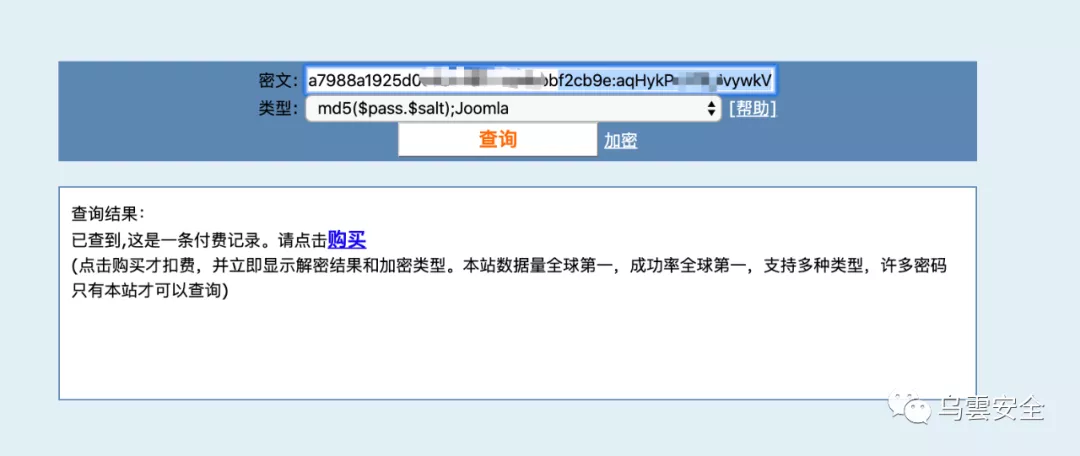 密文: a7988a1925d bf2cb9e:aqHykP vywkV
类型: md5($pass.$salt);Joomla [帮助]
查询 加密
查询结果:
已查到,这是一条付费记录。请点击购买
(点击购买才扣费，并立即显示解密结果和加密类型。本站数据量全球第一，成功率全球第一，支持多种类型，许多密码
只有本站才可以查询)
乌雲安全